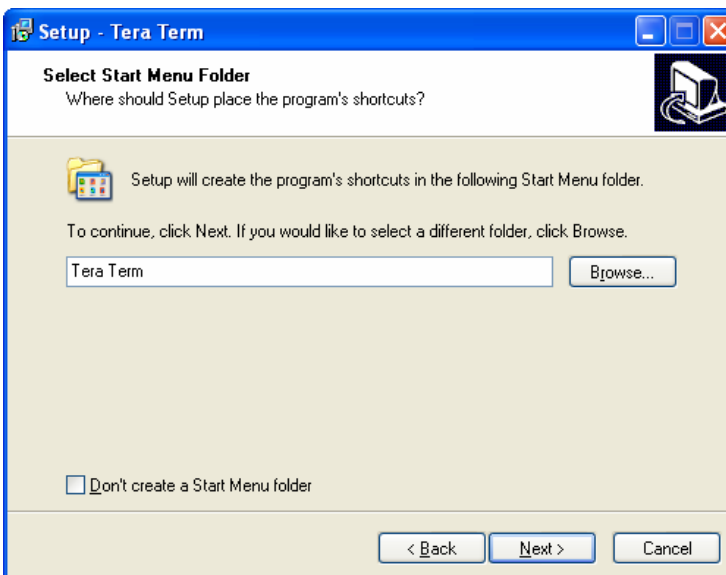 Setup - Tera Term
Select Start Menu Folder
Where should Setup place the program's shortcuts?
Setup will create the program's shortcuts in the following Start Menu folder.
To continue, click Next. If you would like to select a different folder, click Browse.
Tera Term
Browse...
Don't create a Start Menu folder
< Back
Next >
Cancel